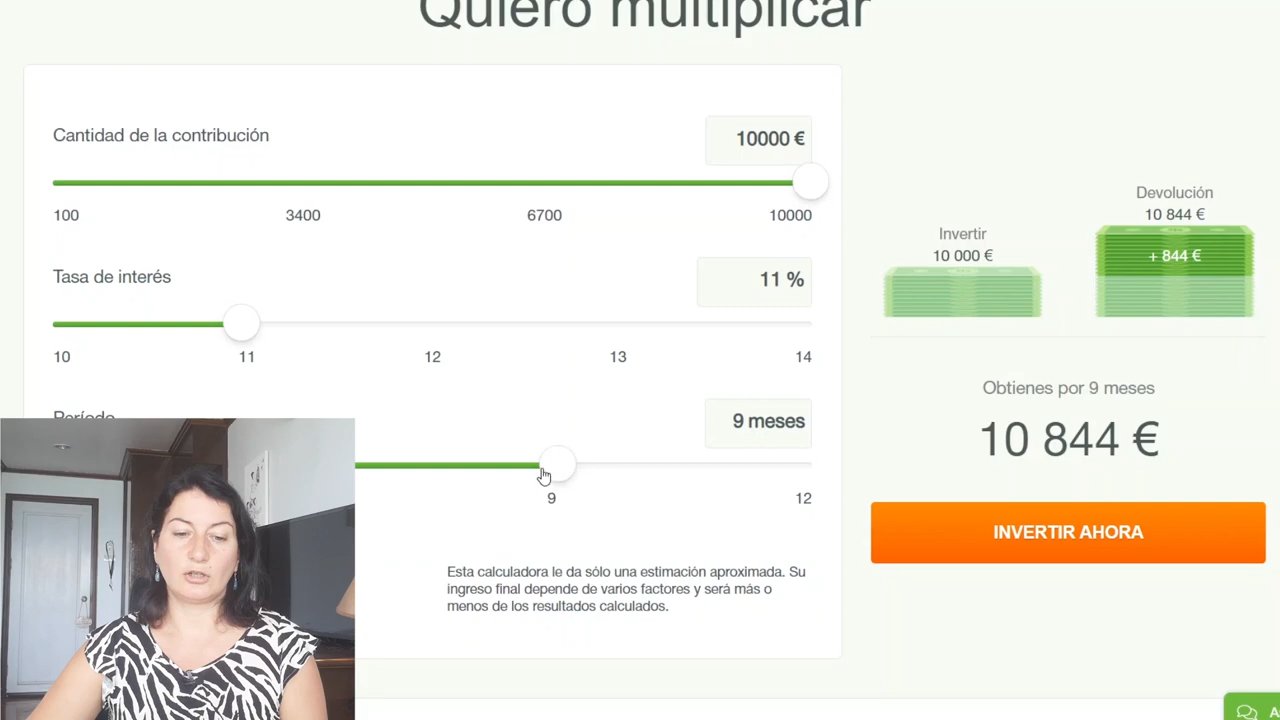 Quiero multiplicar
Cantidad de la contribución
10000 €
100
3400
6700
10000
Tasa de interés
11 %
10
11
12
13
14
Período
9 meses
9
12
Esta calculadora le da sólo una estimación aproximada. Su
ingreso final depende de varios factores y será más o
menos de los resultados calculados.
Invertir
10 000 €
Devolución
10 844 €
+ 844 €
Obtienes por 9 meses
10 844 €
INVERTIR AHORA